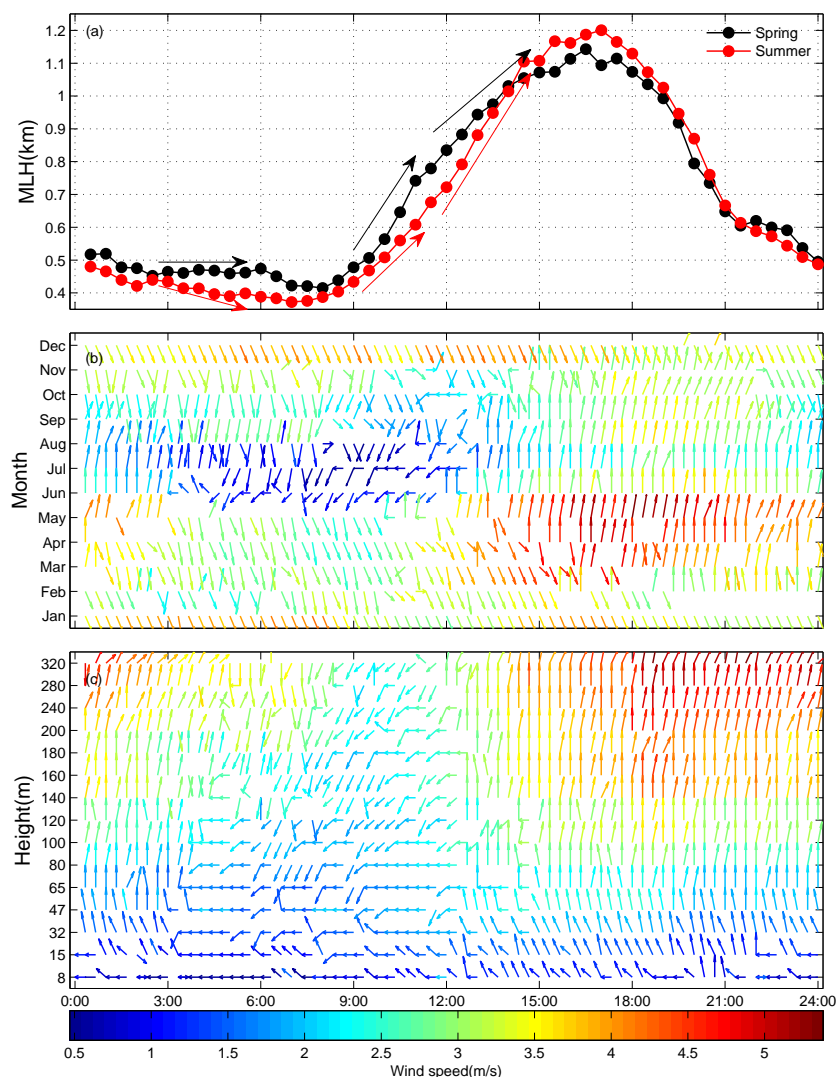 (a)
Spring
Summer
1.2
1.1
1
0.9
0.8
0.7
0.6
0.5
0.4
MLH(km)
(b)
Dec
Nov
Oct
Sep
Aug
Jul
Jun
May
Apr
Mar
Feb
Jan
Month
(c)
320
280
240
200
180
160
140
120
100
80
65
47
32
15
8
Height(m)
0:00 3:00 6:00 9:00 12:00 15:00 18:00 21:00 24:00
0.5 1 1.5 2 2.5 3 3.5 4 4.5 5
Wind speed(m/s)